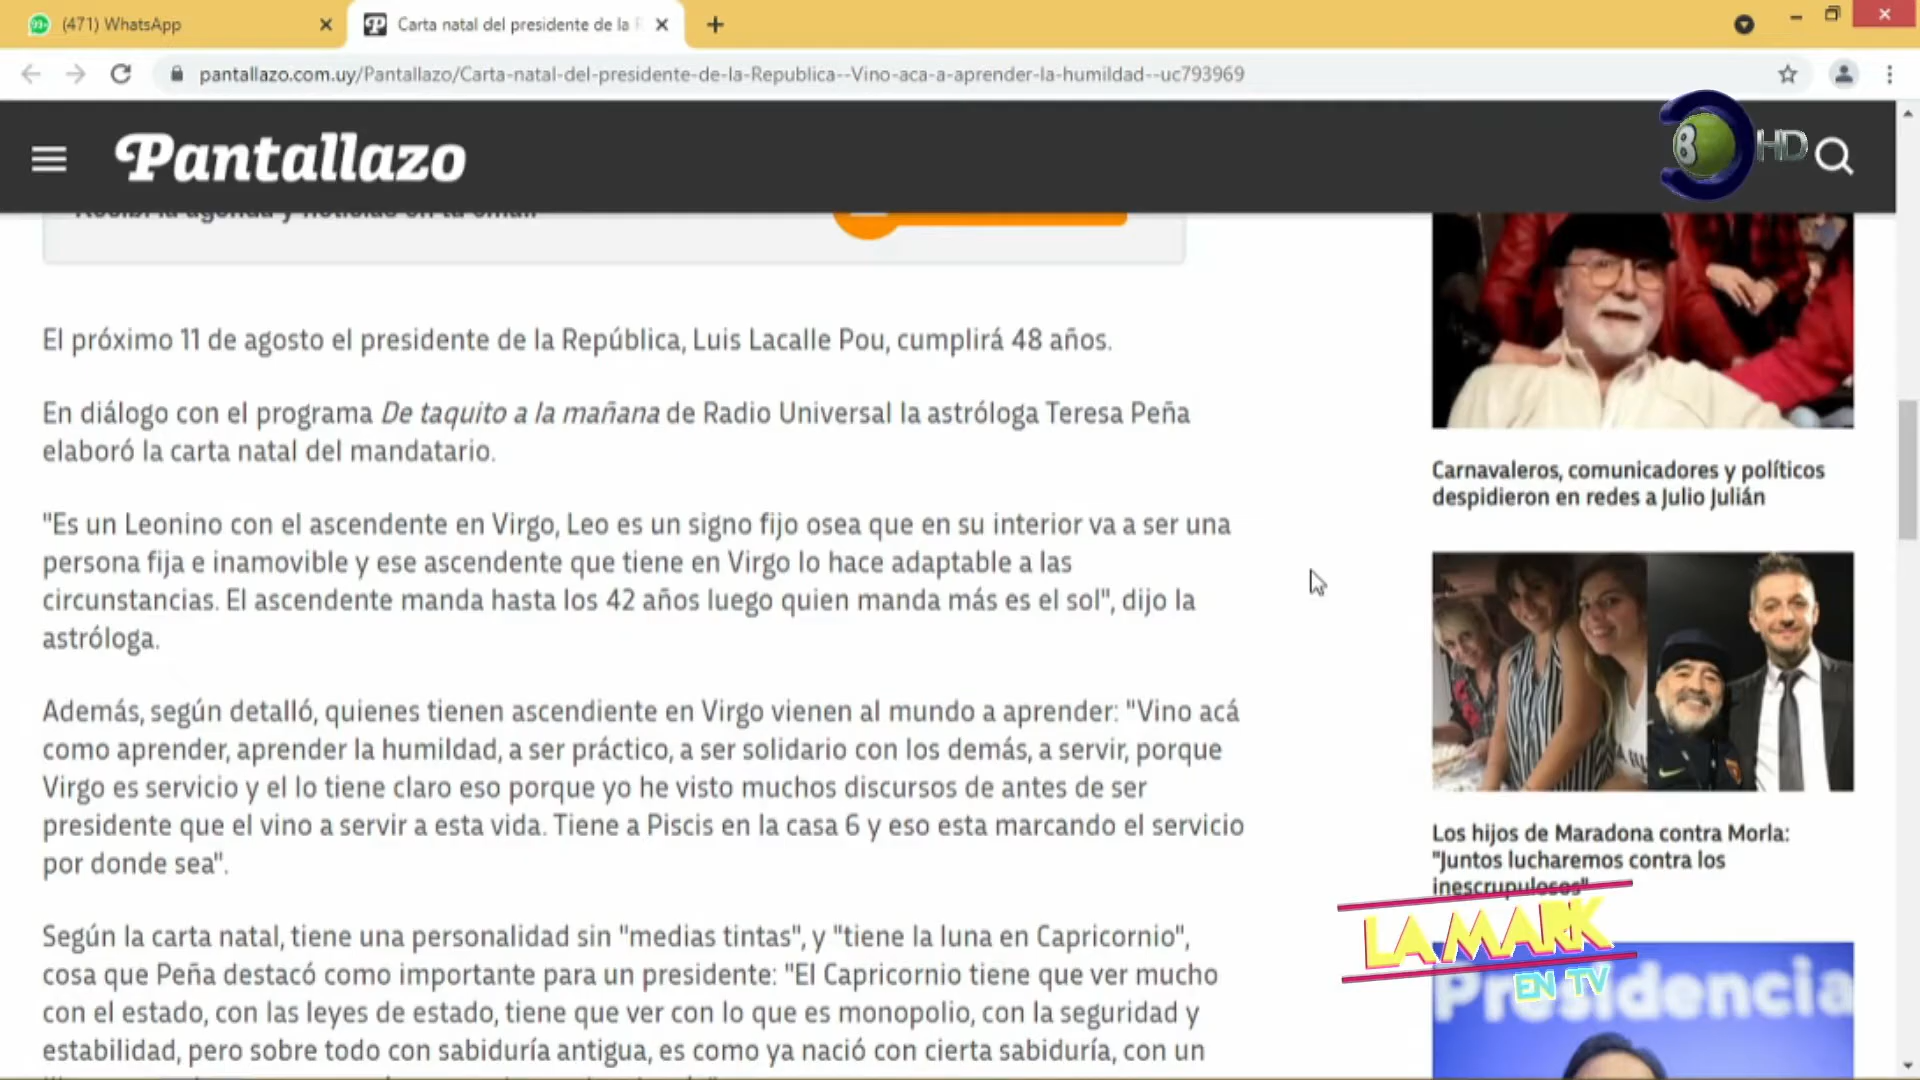 (471) WhatsApp
Carta natal del presidente de la R
pantallazo.com.uy/Pantallazo/Carta-natal-del-presidente-de-la-Republica--Vino-aca-a-aprender-la-humildad--uc793969
Pantallazo
8 HD
Recibí la agenda y noticias en tu email
El próximo 11 de agosto el presidente de la República, Luis Lacalle Pou, cumplirá 48 años.
En diálogo con el programa De taquito a la mañana de Radio Universal la astróloga Teresa Peña
elaboró la carta natal del mandatario.
"Es un Leonino con el ascendente en Virgo, Leo es un signo fijo osea que en su interior va a ser una
persona fija e inamovible y ese ascendente que tiene en Virgo lo hace adaptable a las
circunstancias. El ascendente manda hasta los 42 años luego quien manda más es el sol", dijo la
astróloga.
Además, según detalló, quienes tienen ascendiente en Virgo vienen al mundo a aprender: "Vino acá
como aprender, aprender la humildad, a ser práctico, a ser solidario con los demás, a servir, porque
Virgo es servicio y el lo tiene claro eso porque yo he visto muchos discursos de antes de ser
presidente que el vino a servir a esta vida. Tiene a Piscis en la casa 6 y eso esta marcando el servicio
por donde sea".
Según la carta natal, tiene una personalidad sin "medias tintas", y "tiene la luna en Capricornio",
cosa que Peña destacó como importante para un presidente: "El Capricornio tiene que ver mucho
con el estado, con las leyes de estado, tiene que ver con lo que es monopolio, con la seguridad y
estabilidad, pero sobre todo con sabiduría antigua, es como ya nació con cierta sabiduría, con un
Carnavaleros, comunicadores y políticos
despidieron en redes a Julio Julián
Los hijos de Maradona contra Morla:
"Juntos lucharemos contra los
inescrupulosos"
LA MARK
EN TV
Presidencia